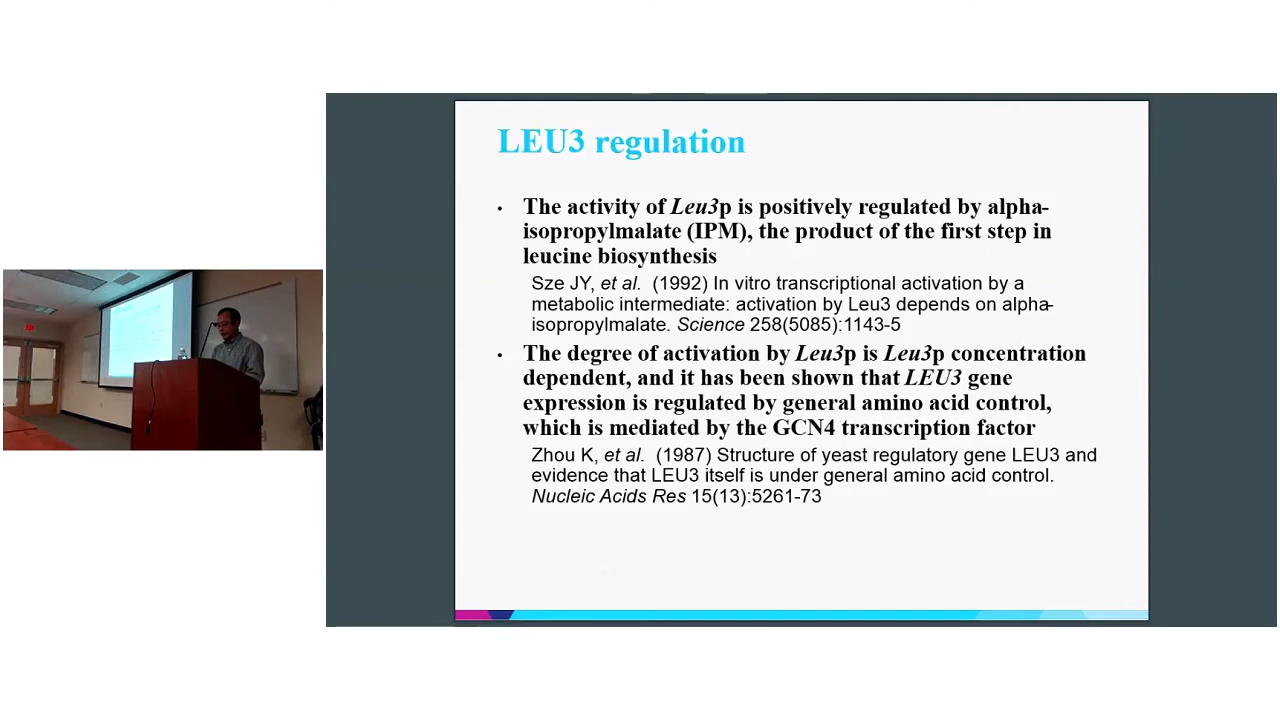 LEU3 regulation
• The activity of Leu3p is positively regulated by alpha-
isopropylmalate (IPM), the product of the first step in
leucine biosynthesis
Sze JY, et al. (1992) In vitro transcriptional activation by a
metabolic intermediate: activation by Leu3 depends on alpha-
isopropylmalate. Science 258(5085):1143-5
• The degree of activation by Leu3p is Leu3p concentration
dependent, and it has been shown that LEU3 gene
expression is regulated by general amino acid control,
which is mediated by the GCN4 transcription factor
Zhou K, et al. (1987) Structure of yeast regulatory gene LEU3 and
evidence that LEU3 itself is under general amino acid control.
Nucleic Acids Res 15(13):5261-73